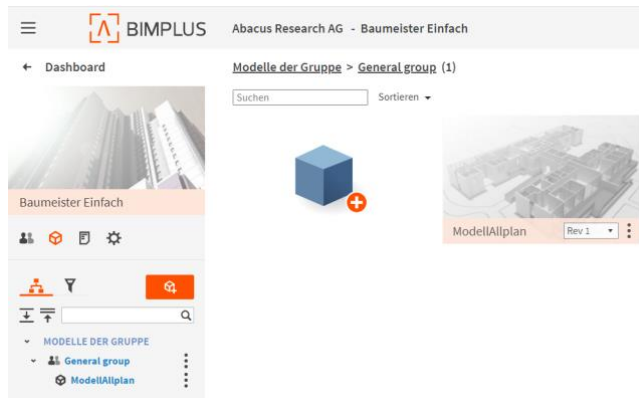 BIMPLUS
Abacus Research AG - Baumeister Einfach
← Dashboard
Modelle der Gruppe > General group (1)
Suchen
Sortieren
Baumeister Einfach
ModellAllplan
Rev 1
MODELLE DER GRUPPE
General group
ModellAllplan